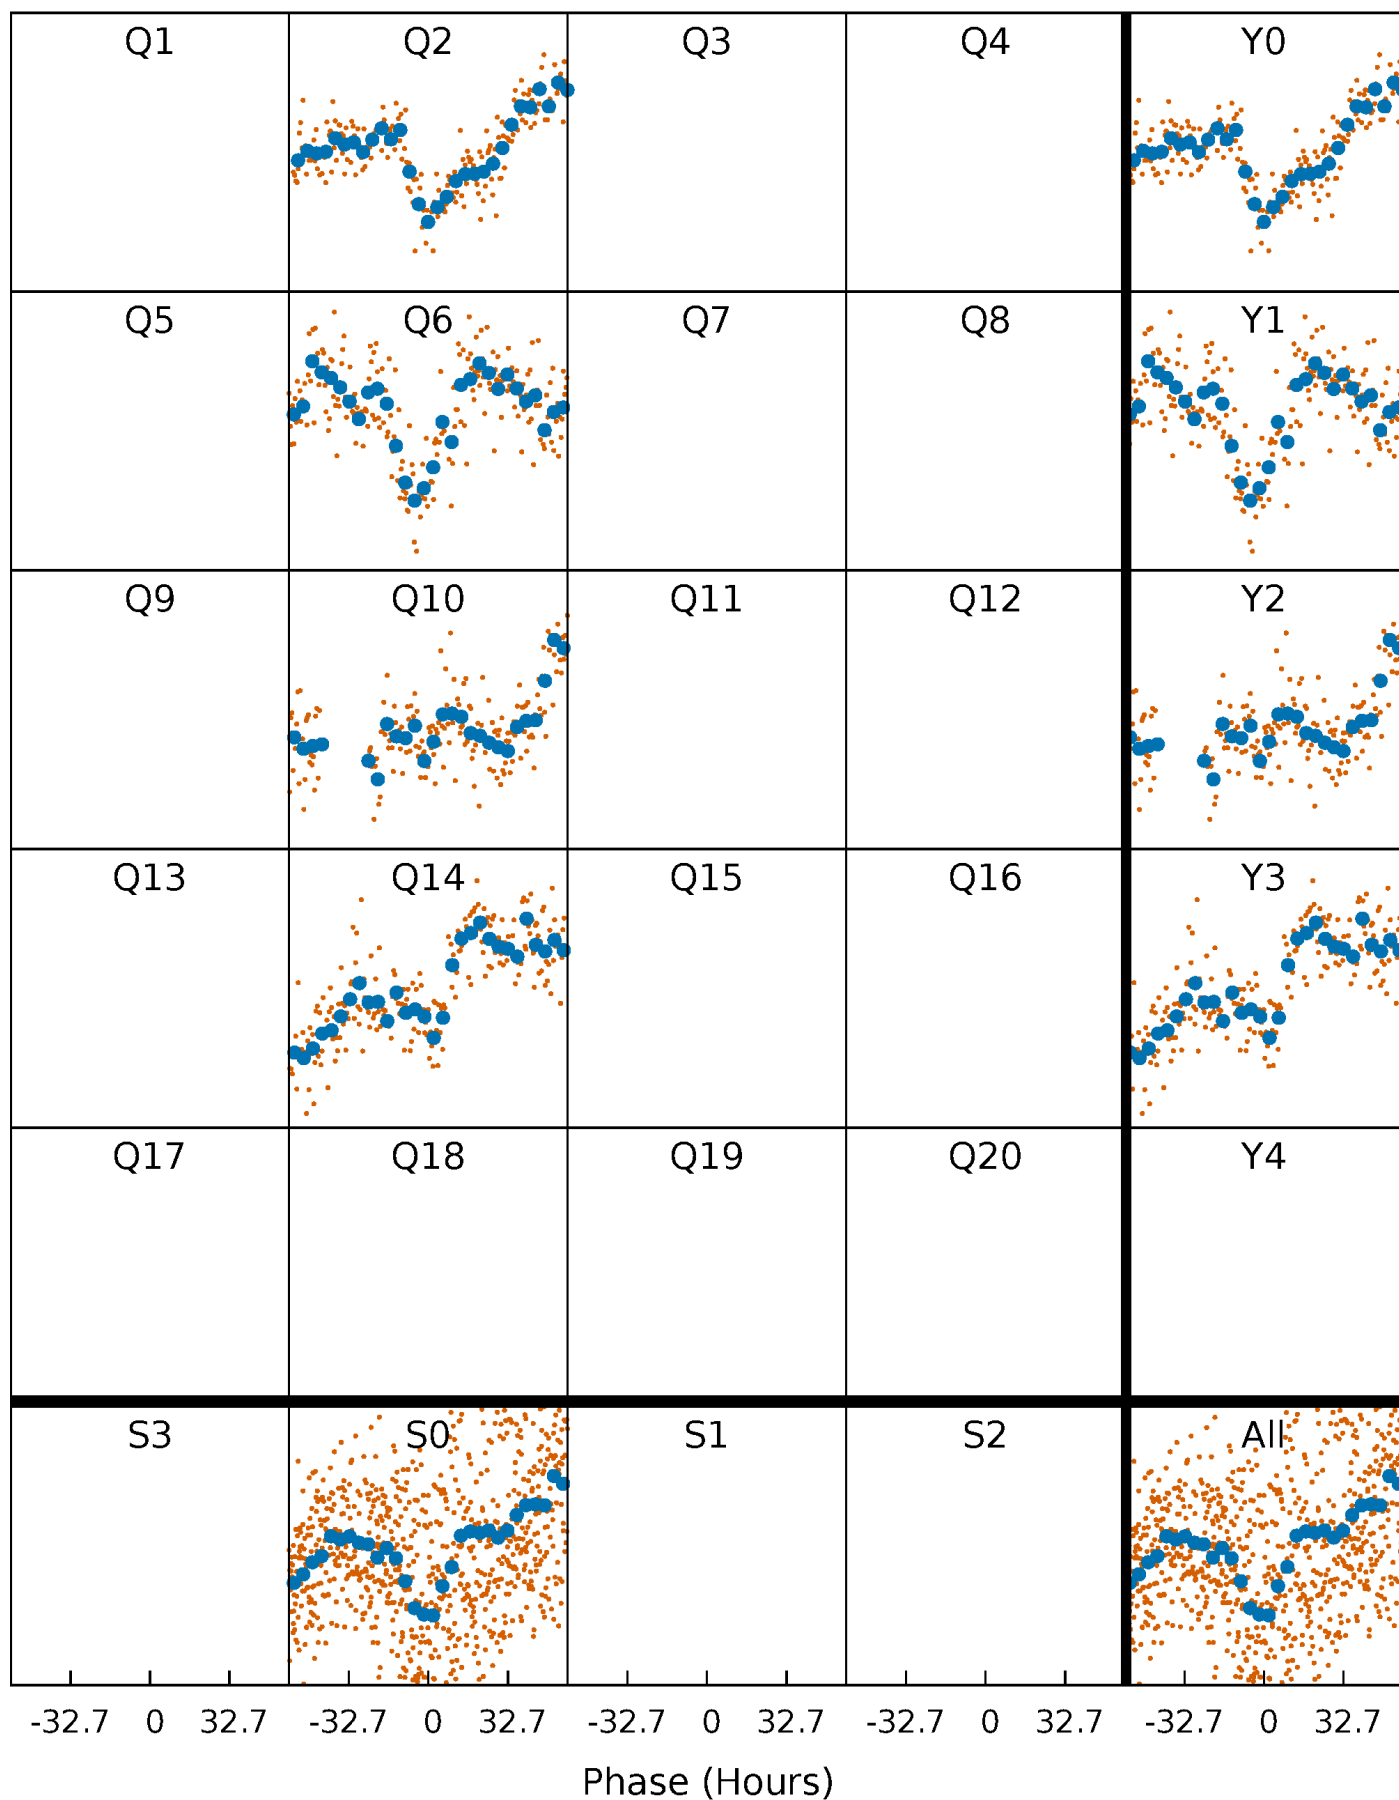 Q1 Q2 Q3 Q4 Y0
Q5 Q6 Q7 Q8 Y1
Q9 Q10 Q11 Q12 Y2
Q13 Q14 Q15 Q16 Y3
Q17 Q18 Q19 Q20 Y4
S3 S0 S1 S2 All
-32.7 0 32.7 -32.7 0 32.7 -32.7 0 32.7 -32.7 0 32.7 -32.7 0 32.7
Phase (Hours)